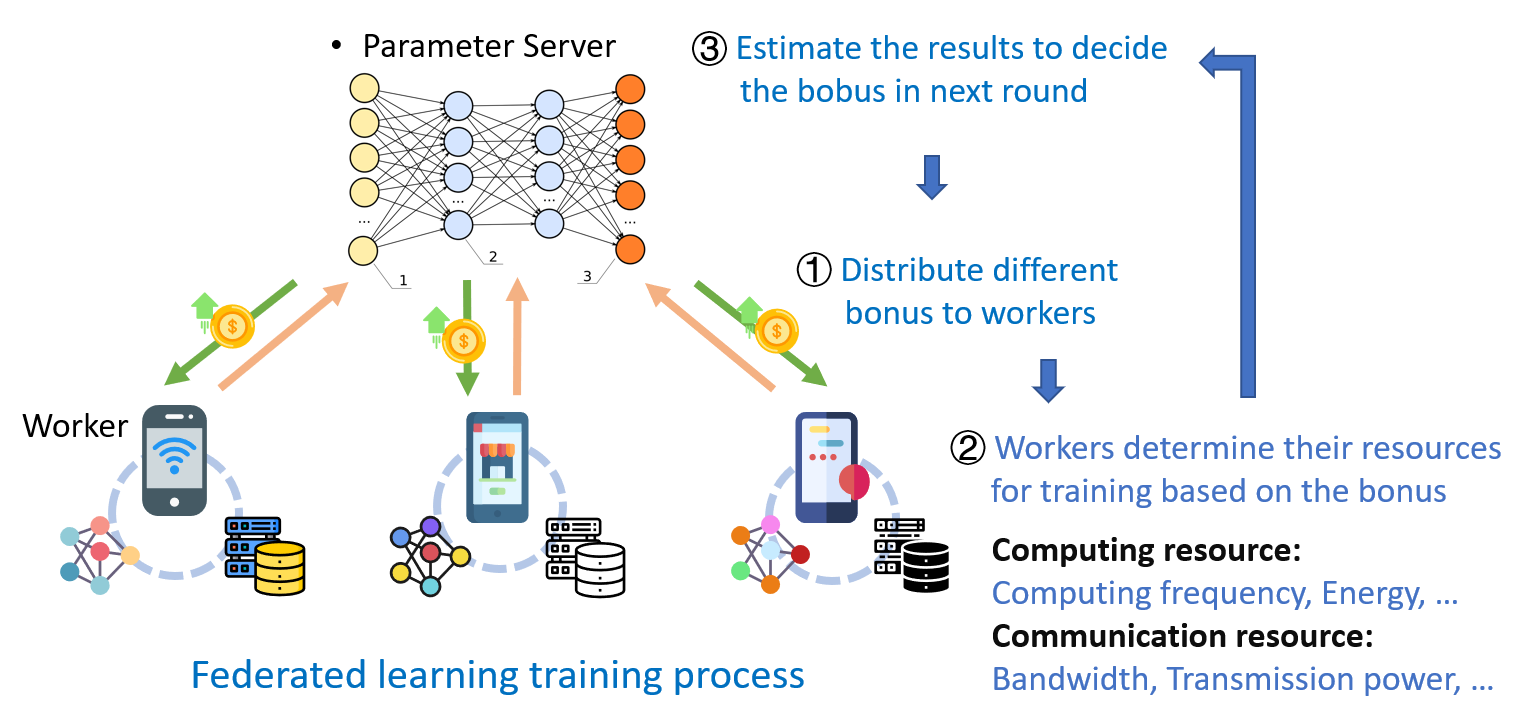 • Parameter Server
③ Estimate the results to decide
the bobus in next round
...
...
...
...
1
2
3
① Distribute different
bonus to workers
$
$
$
Worker
② Workers determine their resources
for training based on the bonus
Computing resource:
Computing frequency, Energy, ...
Communication resource:
Bandwidth, Transmission power, ...
Federated learning training process